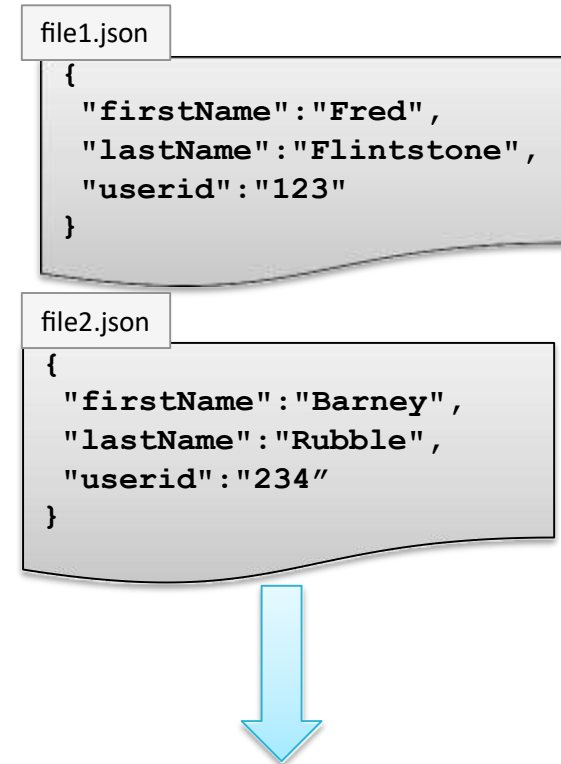 file1.json
{
"firstName":"Fred",
"lastName":"Flintstone",
"userid":"123"
}
file2.json
{
"firstName":"Barney",
"lastName":"Rubble",
"userid":"234”
}